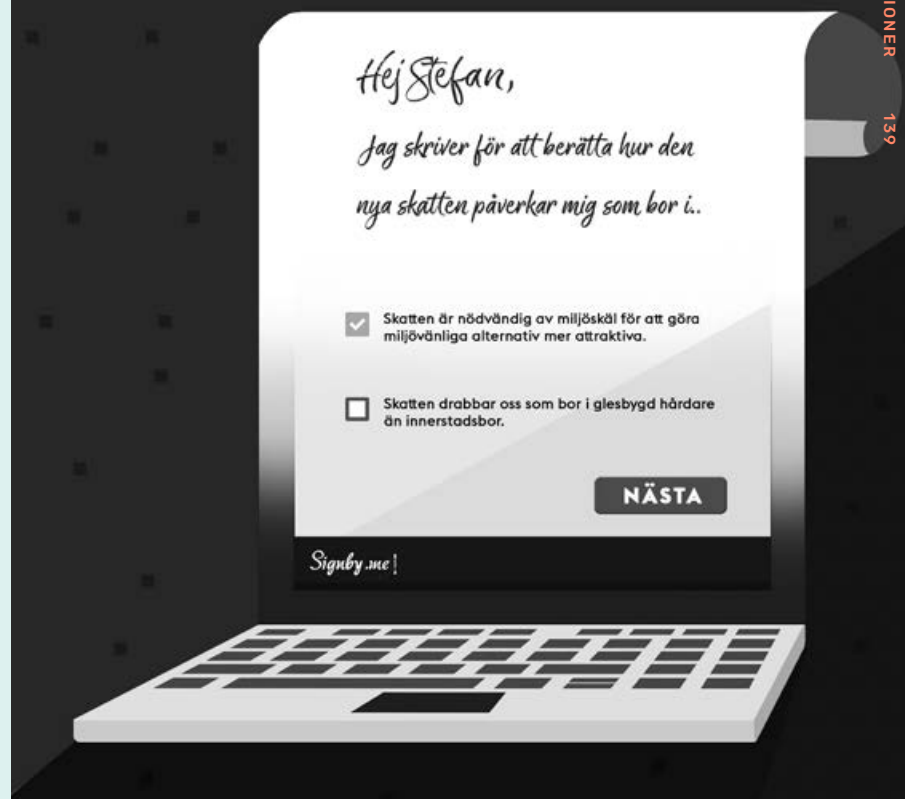 IONER 139
Hej Stefan,
Jag skriver för att berätta hur den
nya skatten påverkar mig som bor i..
Skatten är nödvändig av miljöskäl för att göra
miljövänliga alternativ mer attraktiva.
Skatten drabbar oss som bor i glesbygd hårdare
än innerstadsbor.
NÄSTA
Signby.me!